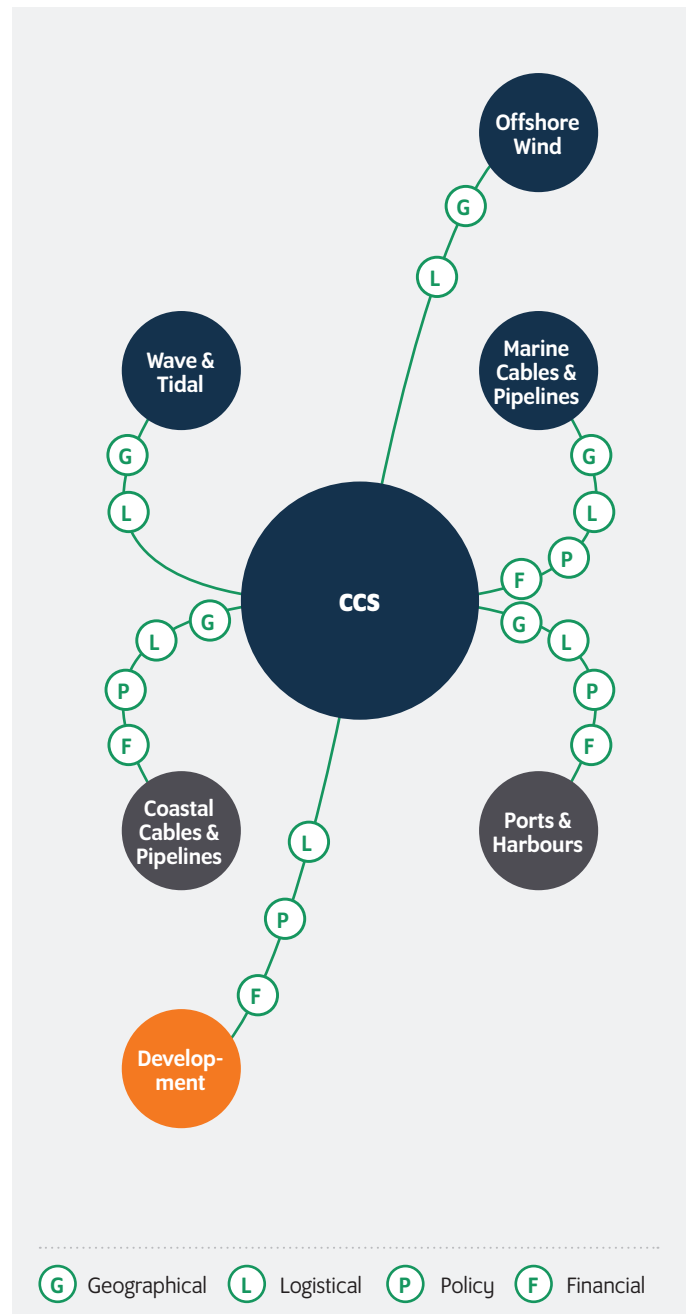 Offshore
Wind
G
L
Wave &
Tidal
G
L
Marine
Cables &
Pipelines
G
L
P
F
CCS
G
L
P
F
Coastal
Cables &
Pipelines
G
L
P
F
Ports &
Harbours
L
P
F
Develop-
ment
G Geographical L Logistical P Policy F Financial